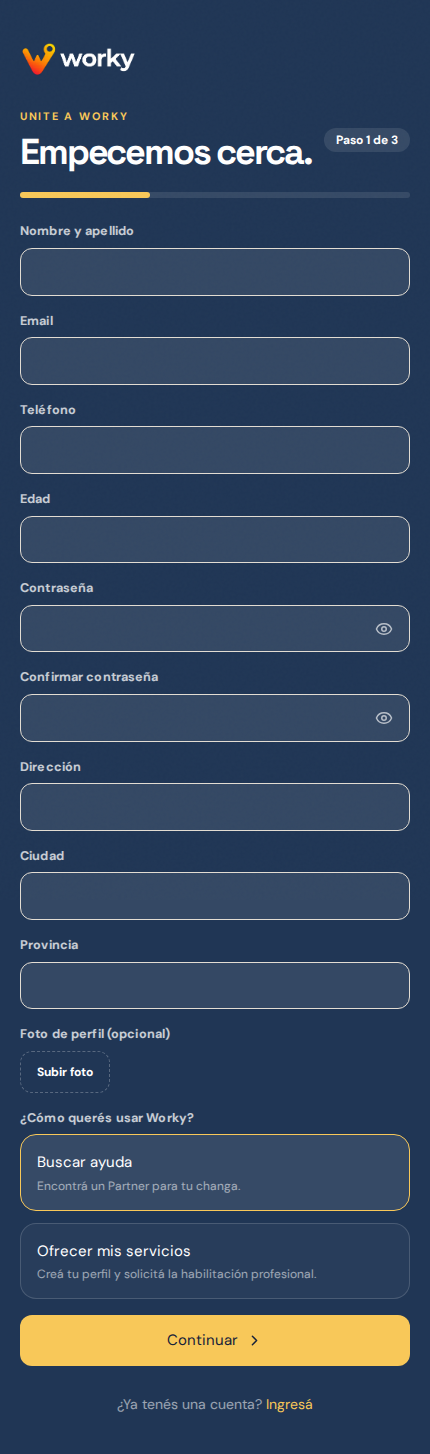 worky
UNITE A WORKY
Empecemos cerca.
Paso 1 de 3
Nombre y apellido
Email
Teléfono
Edad
Contraseña
Confirmar contraseña
Dirección
Ciudad
Provincia
Foto de perfil (opcional)
Subir foto
¿Cómo querés usar Worky?
Buscar ayuda
Encontrá un Partner para tu changa.
Ofrecer mis servicios
Creá tu perfil y solicitá la habilitación profesional.
Continuar
¿Ya tenés una cuenta? Ingresá